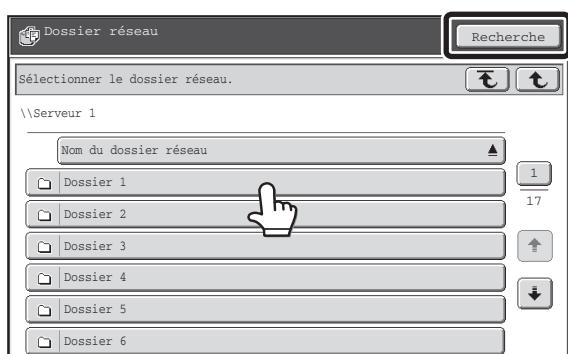 Dossier réseau
Recherche
Sélectionner le dossier réseau.
\\Serveur 1
Nom du dossier réseau
Dossier 1
1
17
Dossier 2
Dossier 3
Dossier 4
Dossier 5
Dossier 6